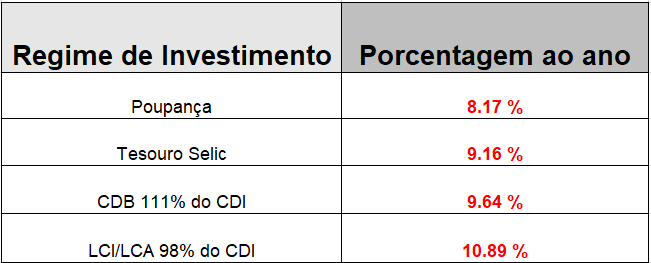 Regime de Investimento Porcentagem ao ano
Poupança 8.17 %
Tesouro Selic 9.16 %
CDB 111% do CDI 9.64 %
LCI/LCA 98% do CDI 10.89 %